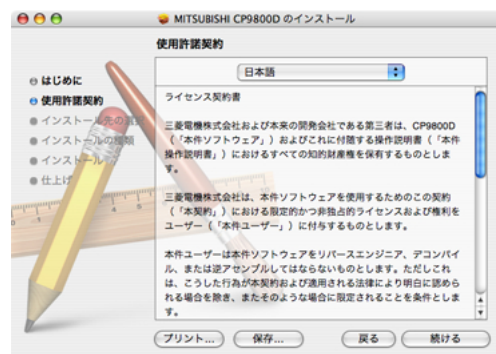 MITSUBISHI CP9800D のインストール
使用許諾契約
はじめに
使用許諾契約
インストール先の選択
インストールの種類
インストール
仕上げ
日本語
ライセンス契約書
三菱電機株式会社および本来の開発会社である第三者は、CP9800D
（「本件ソフトウェア」）およびこれに付随する操作説明書（「本件
操作説明書」）におけるすべての知的財産権を保有するものとしま
す。
三菱電機株式会社は、本件ソフトウェアを使用するためのこの契約
（「本契約」）における限定的かつ非独占的ライセンスおよび権利を
ユーザー（「本件ユーザー」）に付与するものとします。
本件ユーザーは本件ソフトウェアをリバースエンジニア、デコンパイ
ル、または逆アセンブルしてはならないものとします。ただしこれ
は、こうした行為が本契約および適用される法律により明白に認めら
れる場合を除き、またそのような場合に限定されることを条件としま
す。
プリント...
保存...
戻る
続ける